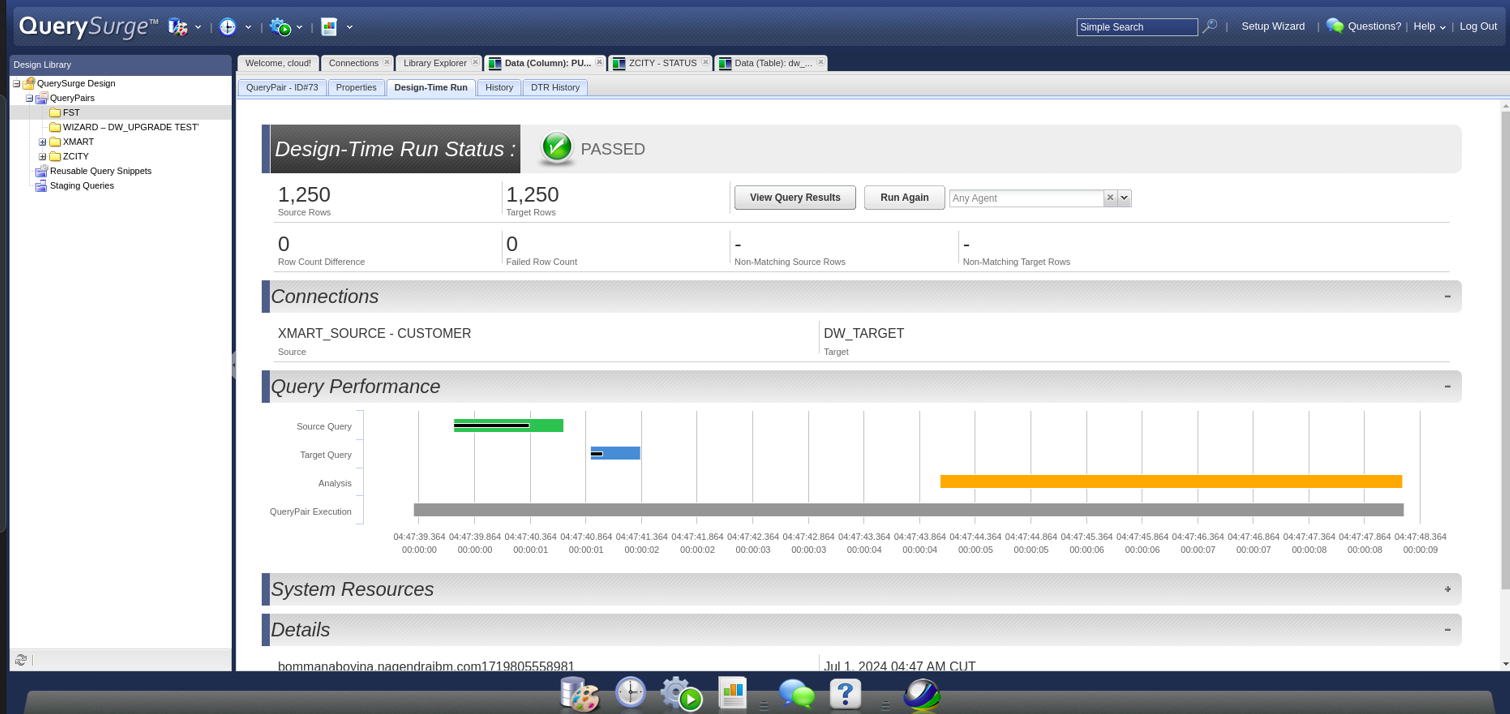 QuerySurge™ Simple Search Setup Wizard Questions? Help Log Out
Design Library
Welcome, cloud! Connections Library Explorer Data (Column): PU... ZCITY - STATUS Data (Table): dw_...
QuerySurge Design
QueryPairs
FST
WIZARD – DW_UPGRADE TEST'
XMART
ZCITY
Reusable Query Snippets
Staging Queries
QueryPair - ID#73 Properties Design-Time Run History DTR History
Design-Time Run Status : PASSED
1,250 1,250 View Query Results Run Again Any Agent
Source Rows Target Rows
0 0 - -
Row Count Difference Failed Row Count Non-Matching Source Rows Non-Matching Target Rows
Connections -
XMART_SOURCE - CUSTOMER DW_TARGET
Source Target
Query Performance -
Source Query
Target Query
Analysis
QueryPair Execution
04:47:39.364 04:47:39.864 04:47:40.364 04:47:40.864 04:47:41.364 04:47:41.864 04:47:42.364 04:47:42.864 04:47:43.364 04:47:43.864 04:47:44.364 04:47:44.864 04:47:45.364 04:47:45.864 04:47:46.364 04:47:46.864 04:47:47.364 04:47:47.864 04:47:48.364
00:00:00 00:00:00 00:00:01 00:00:01 00:00:02 00:00:02 00:00:03 00:00:03 00:00:04 00:00:04 00:00:05 00:00:05 00:00:06 00:00:06 00:00:07 00:00:07 00:00:08 00:00:08 00:00:09
System Resources +
Details -
bommanaboyina.nagendraibm.com1719805558981 Jul 1, 2024 04:47 AM CUT